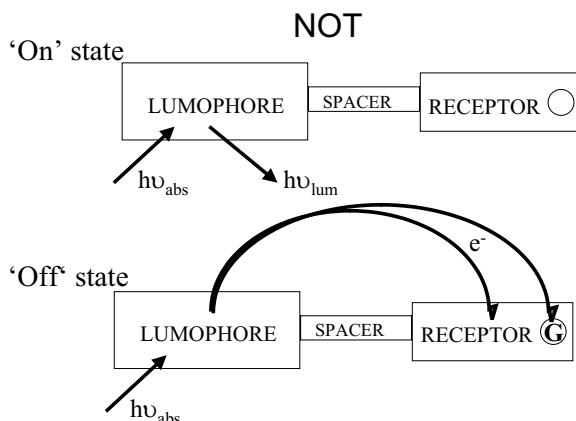 NOT
‘On’ state
LUMOPHORE
SPACER
RECEPTOR
hυabs
hυlum
e-
‘Off‘ state
LUMOPHORE
SPACER
RECEPTOR G
hυabs